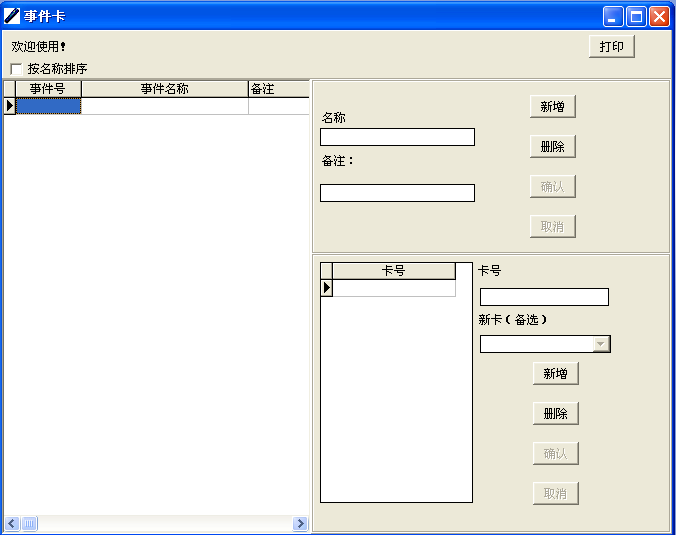 事件卡
欢迎使用!
打印
按名称排序
事件号 事件名称 备注
名称
新增
删除
备注：
确认
取消
卡号
卡号
新卡（备选）
新增
删除
确认
取消